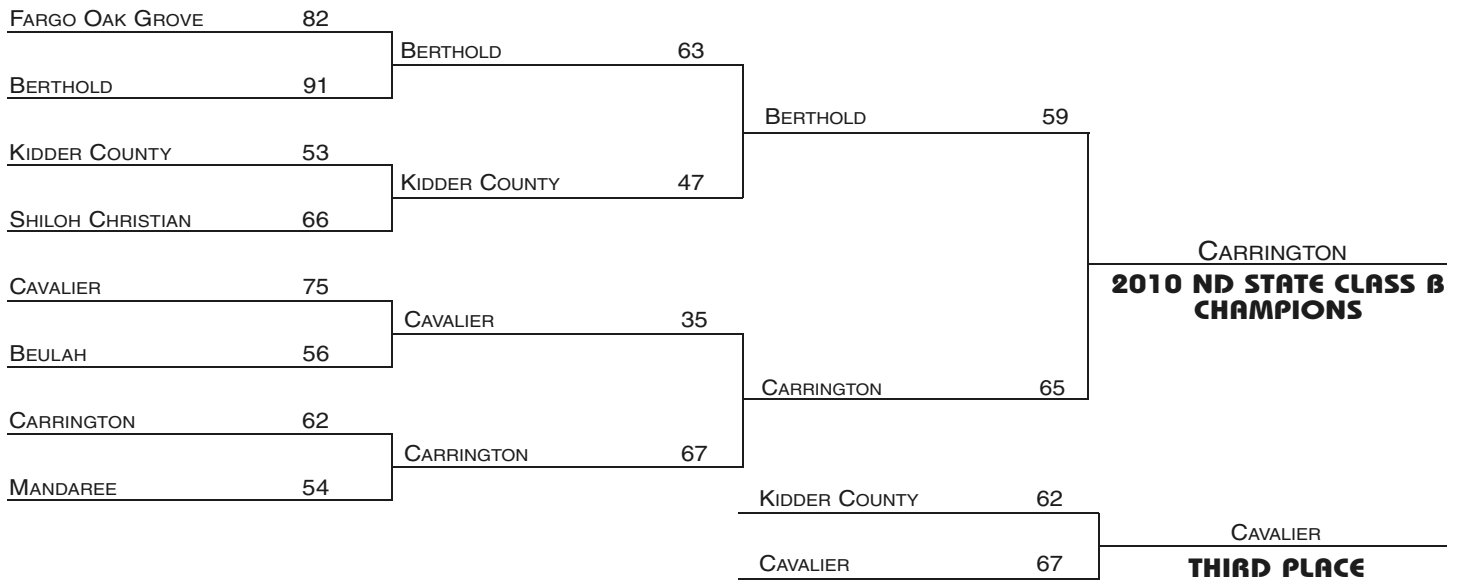 Fargo Oak Grove 82
Berthold 91
Kidder County 53
Shiloh Christian 66
Cavalier 75
Beulah 56
Carrington 62
Mandaree 54
Berthold 63
Kidder County 47
Cavalier 35
Carrington 67
Berthold 59
Carrington 65
Carrington
2010 ND STATE CLASS B
CHAMPIONS
Kidder County 62
Cavalier 67
Cavalier
THIRD PLACE